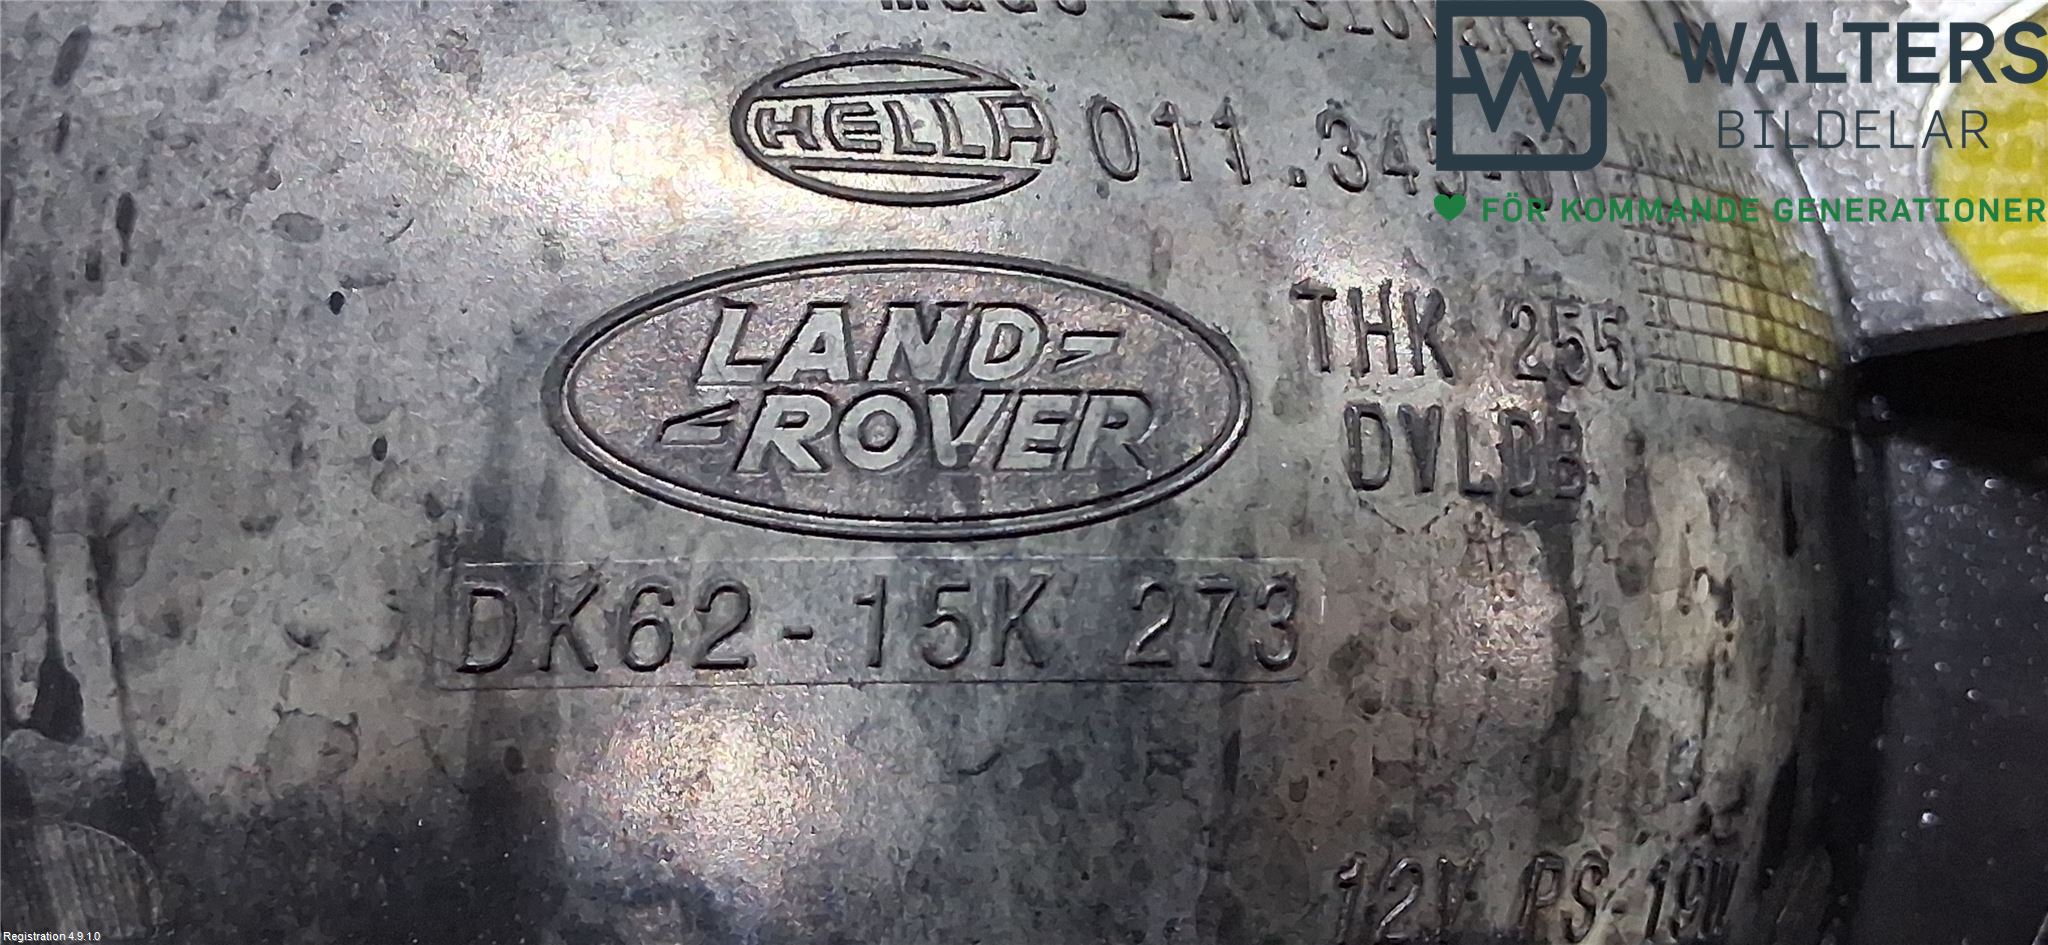 HELLA 011.
LAND
ROVER
THK 255
DVLDB
DK62-15K 273
12V PS-19W
WALTERS
BILDELAR
FÖR KOMMANDE GENERATIONER
Registration 4.9.1.0